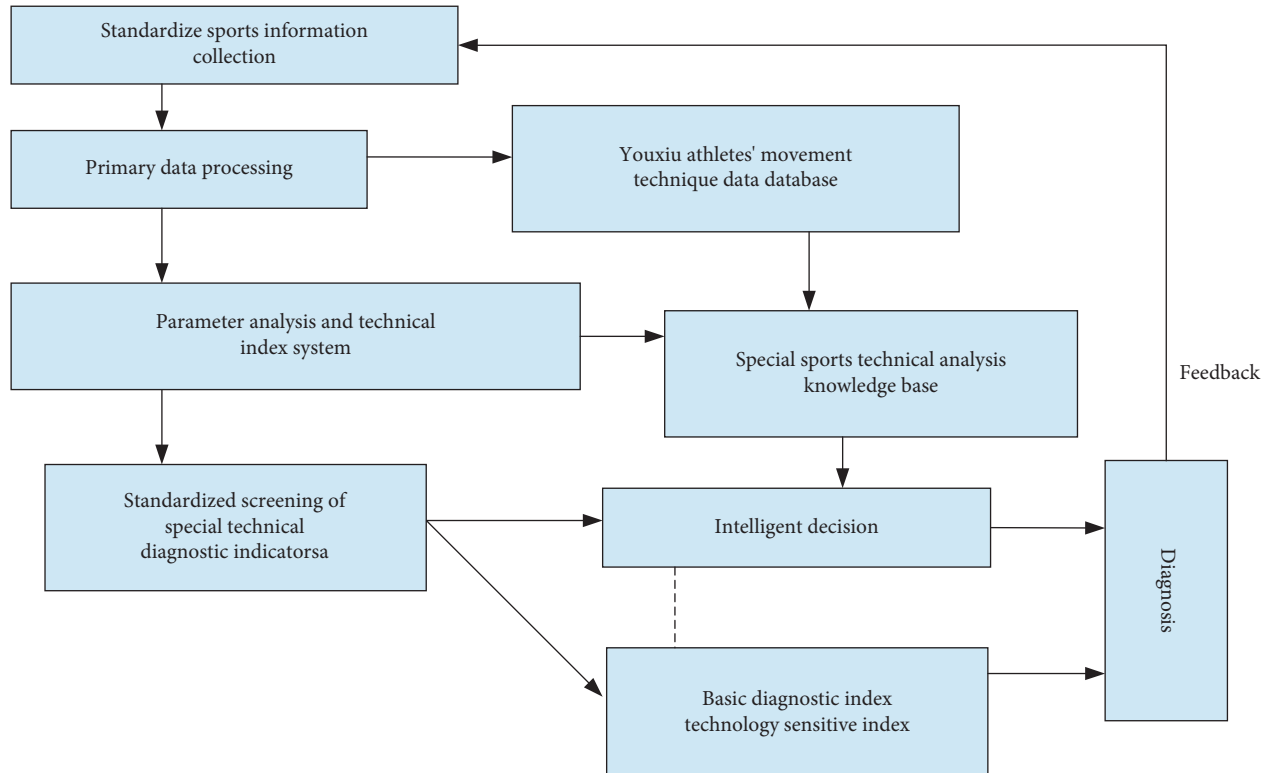 Standardize sports information
collection
Primary data processing
Youxiu athletes' movement
technique data database
Parameter analysis and technical
index system
Special sports technical analysis
knowledge base
Feedback
Standardized screening of
special technical
diagnostic indicatorsa
Intelligent decision
Diagnosis
Basic diagnostic index
technology sensitive index